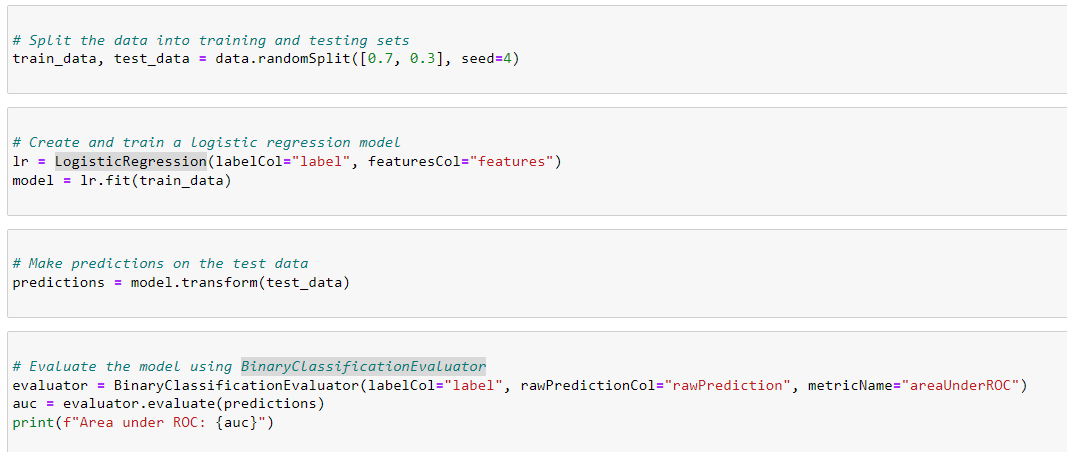 # Split the data into training and testing sets
train_data, test_data = data.randomSplit([0.7, 0.3], seed=4)
# Create and train a logistic regression model
lr = LogisticRegression(labelCol="label", featuresCol="features")
model = lr.fit(train_data)
# Make predictions on the test data
predictions = model.transform(test_data)
# Evaluate the model using BinaryClassificationEvaluator
evaluator = BinaryClassificationEvaluator(labelCol="label", rawPredictionCol="rawPrediction", metricName="areaUnderROC")
auc = evaluator.evaluate(predictions)
print(f"Area under ROC: {auc}")